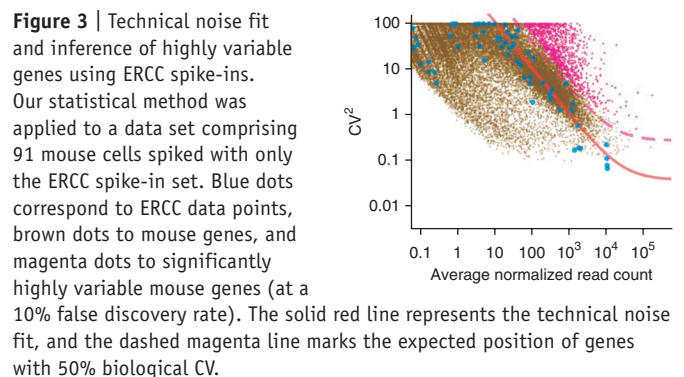 Figure 3 | Technical noise fit
and inference of highly variable
genes using ERCC spike-ins.
Our statistical method was
applied to a data set comprising
91 mouse cells spiked with only
the ERCC spike-in set. Blue dots
correspond to ERCC data points,
brown dots to mouse genes, and
magenta dots to significantly
highly variable mouse genes (at a
10% false discovery rate). The solid red line represents the technical noise
fit, and the dashed magenta line marks the expected position of genes
with 50% biological CV.
CV²
100
10
1
0.1
0.01
0.1 1 10 100 10³ 10⁴ 10⁵
Average normalized read count